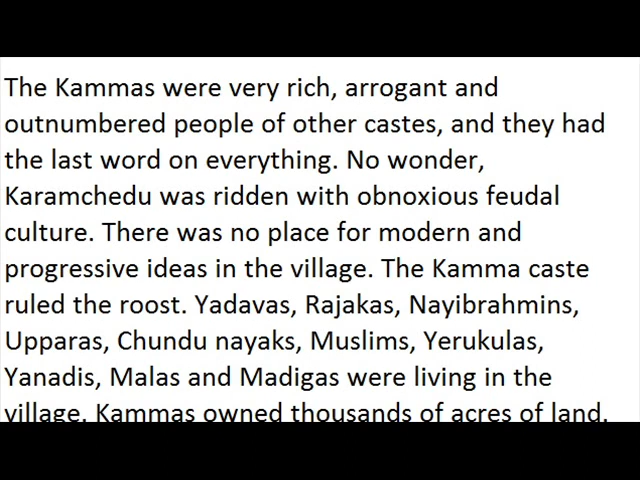 The Kammas were very rich, arrogant and
outnumbered people of other castes, and they had
the last word on everything. No wonder,
Karamchedu was ridden with obnoxious feudal
culture. There was no place for modern and
progressive ideas in the village. The Kamma caste
ruled the roost. Yadavas, Rajakas, Nayibrahmins,
Upparas, Chundu nayaks, Muslims, Yerukulas,
Yanadis, Malas and Madigas were living in the
village. Kammas owned thousands of acres of land.